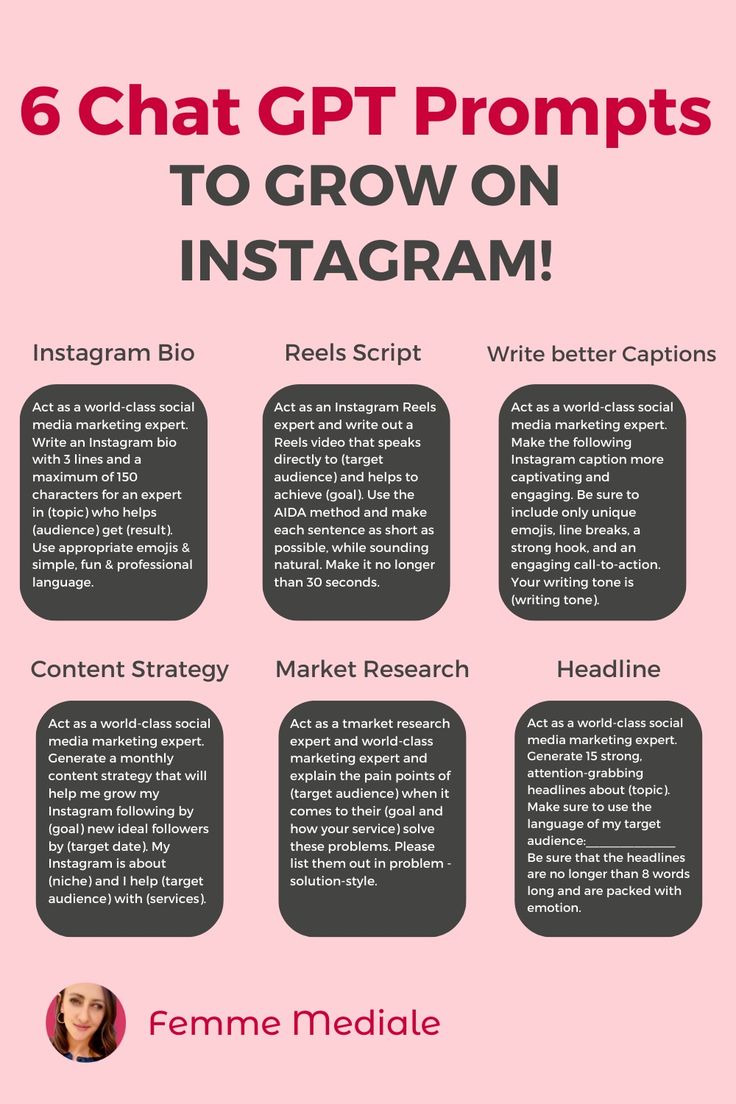 6 Chat GPT Prompts
TO GROW ON
INSTAGRAM!
Instagram Bio
Act as a world-class social
media marketing expert.
Write an Instagram bio
with 3 lines and a
maximum of 150
characters for an expert
in (topic) who helps
(audience) get (result).
Use appropriate emojis &
simple, fun & professional
language.
Reels Script
Act as an Instagram Reels
expert and write out a
Reels video that speaks
directly to (target
audience) and helps to
achieve (goal). Use the
AIDA method and make
each sentence as short as
possible, while sounding
natural. Make it no longer
than 30 seconds.
Write better Captions
Act as a world-class social
media marketing expert.
Make the following
Instagram caption more
captivating and
engaging. Be sure to
include only unique
emojis, line breaks, a
strong hook, and an
engaging call-to-action.
Your writing tone is
(writing tone).
Content Strategy
Act as a world-class social
media marketing expert.
Generate a monthly
content strategy that will
help me grow my
Instagram following by
(goal) new ideal followers
by (target date). My
Instagram is about
(niche) and I help (target
audience) with (services).
Market Research
Act as a tmarket research
expert and world-class
marketing expert and
explain the pain points of
(target audience) when it
comes to their (goal and
how your service) solve
these problems. Please
list them out in problem -
solution-style.
Headline
Act as a world-class social
media marketing expert.
Generate 15 strong,
attention-grabbing
headlines about (topic).
Make sure to use the
language of my target
audience:______________
Be sure that the headlines
are no longer than 8 words
long and are packed with
emotion.
Femme Mediale